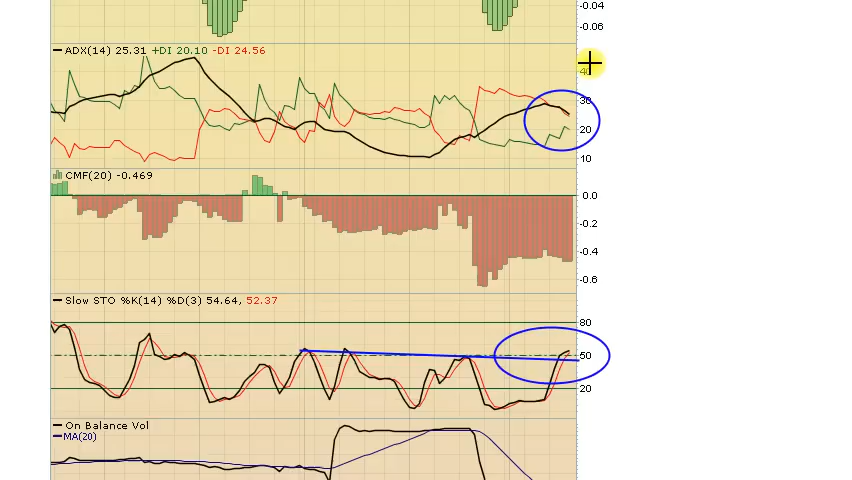 -0.04
-0.06
ADX(14) 25.31 +DI 20.10 -DI 24.56
40
30
20
10
CMF(20) -0.469
0.0
-0.2
-0.4
-0.6
Slow STO %K(14) %D(3) 54.64, 52.37
80
50
20
On Balance Vol
MA(20)